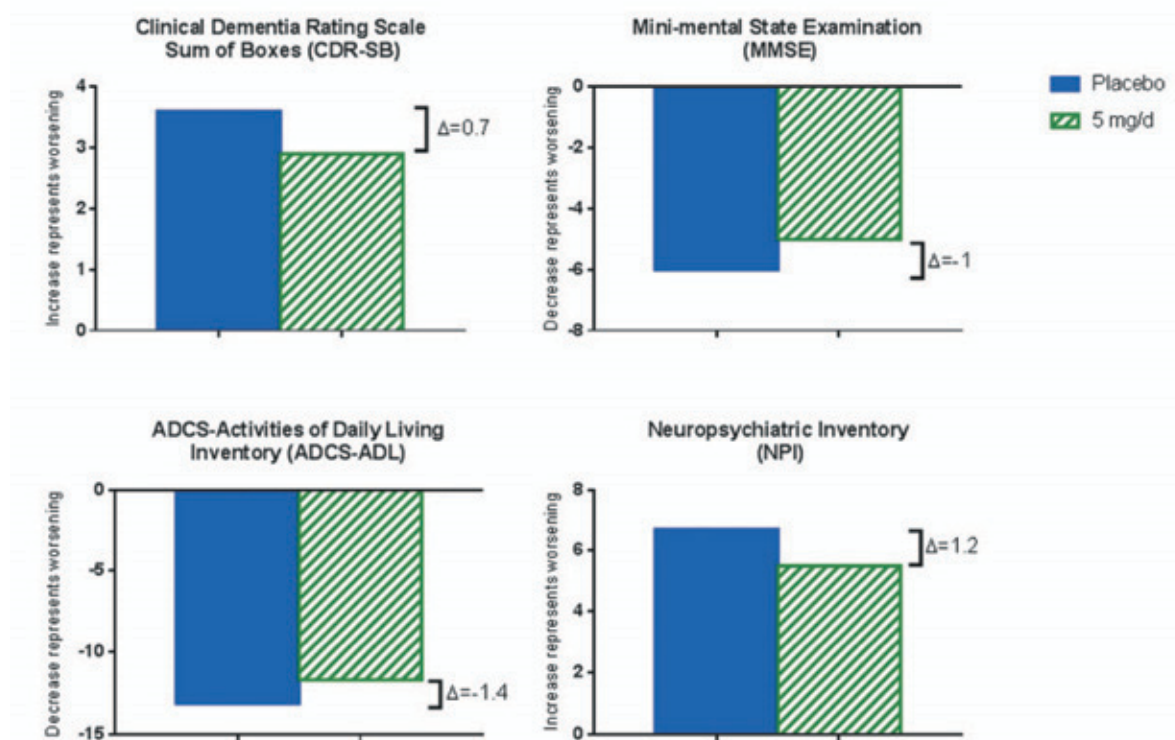 Clinical Dementia Rating Scale
Sum of Boxes (CDR-SB)
Increase represents worsening
4
3
2
1
0
Δ=0.7
Mini-mental State Examination
(MMSE)
Decrease represents worsening
0
-2
-4
-6
-8
Δ=-1
Placebo
5 mg/d
ADCS-Activities of Daily Living
Inventory (ADCS-ADL)
Decrease represents worsening
0
-5
-10
-15
Δ=-1.4
Neuropsychiatric Inventory
(NPI)
Increase represents worsening
8
6
4
2
0
Δ=1.2